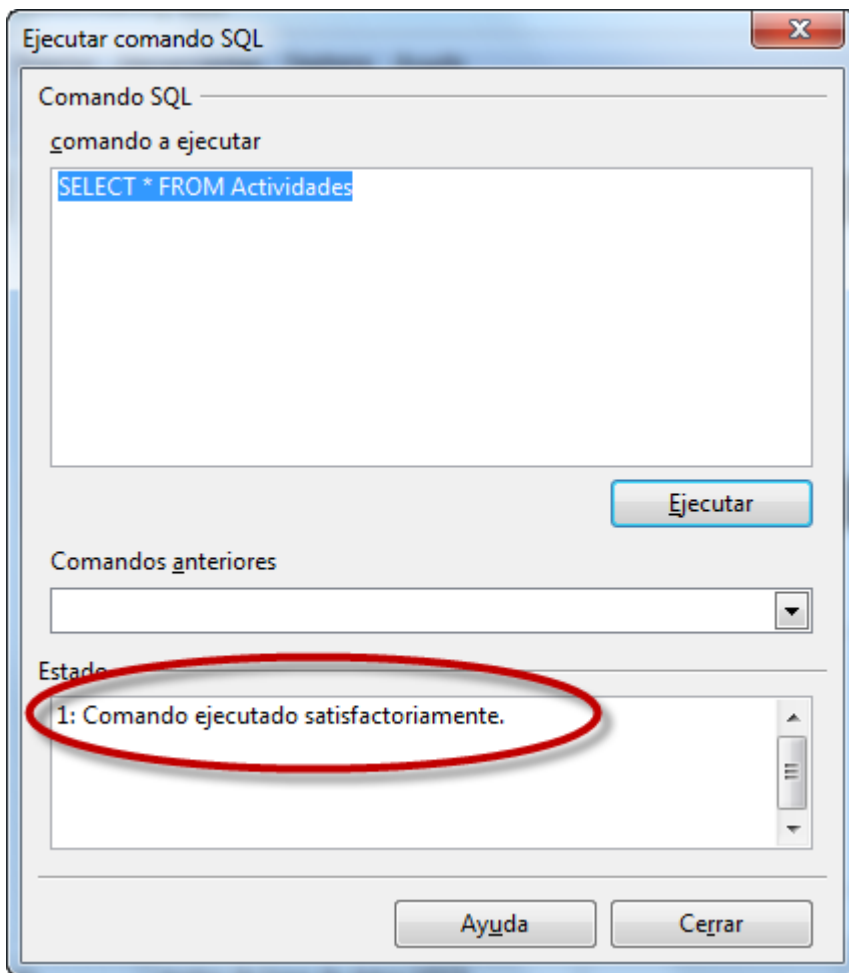 Ejecutar comando SQL
Comando SQL
comando a ejecutar
SELECT * FROM Actividades
Ejecutar
Comandos anteriores
Estado
1: Comando ejecutado satisfactoriamente.
Ayuda
Cerrar